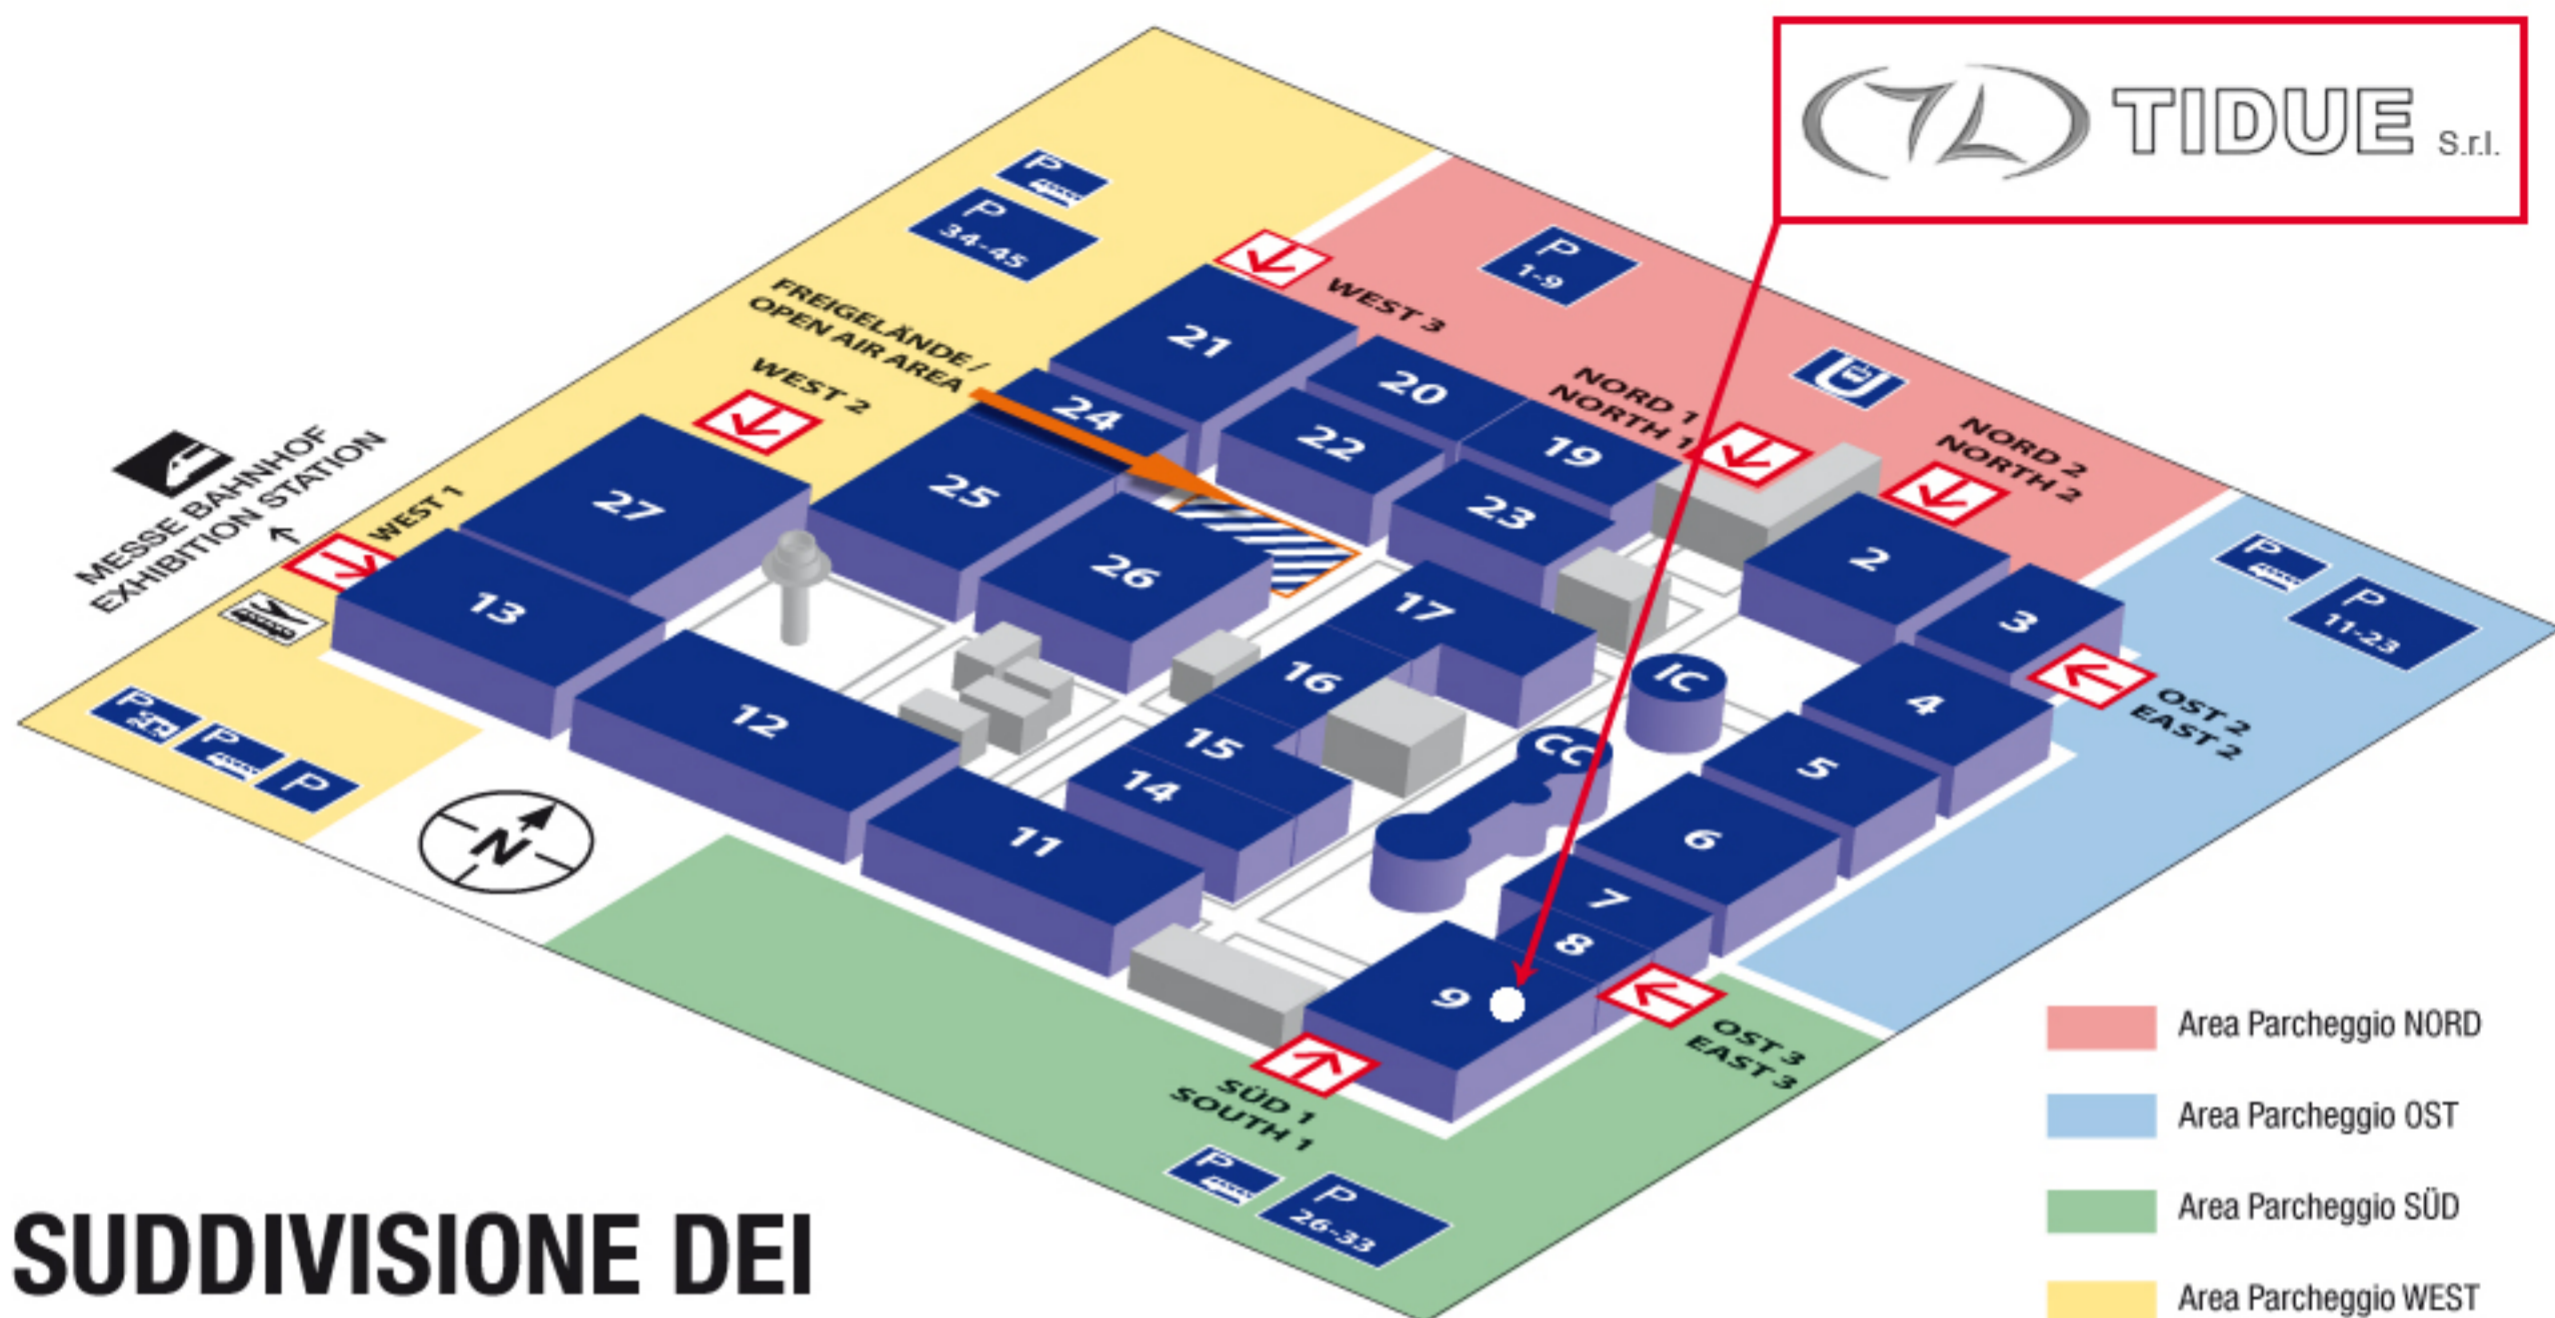 TIDUE S.r.l.
P
P
34-45
P
1-9
WEST 3
FREIGELÄNDE /
OPEN AIR AREA
WEST 2
NORD 1
NORTH 1
U
NORD 2
NORTH 2
MESSE BAHNHOF
EXHIBITION STATION
WEST 1
21
20
24
22
19
27
25
23
26
2
3
13
17
16
IC
4
12
15
CC
5
14
6
11
7
8
9
P
P
11-23
OST 2
EAST 2
P
P
P
N
OST 3
EAST 3
SÜD 1
SOUTH 1
P
P
26-33
Area Parcheggio NORD
Area Parcheggio OST
Area Parcheggio SÜD
Area Parcheggio WEST
SUDDIVISIONE DEI